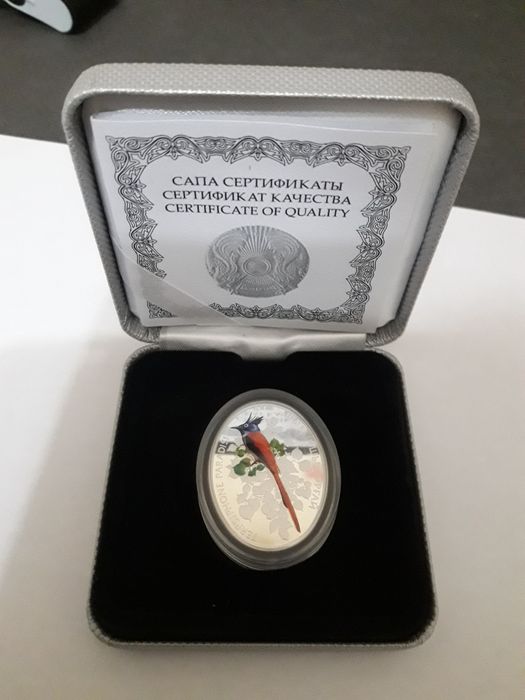 САПА СЕРТИФИКАТЫ
СЕРТИФИКАТ КАЧЕСТВА
CERTIFICATE OF QUALITY